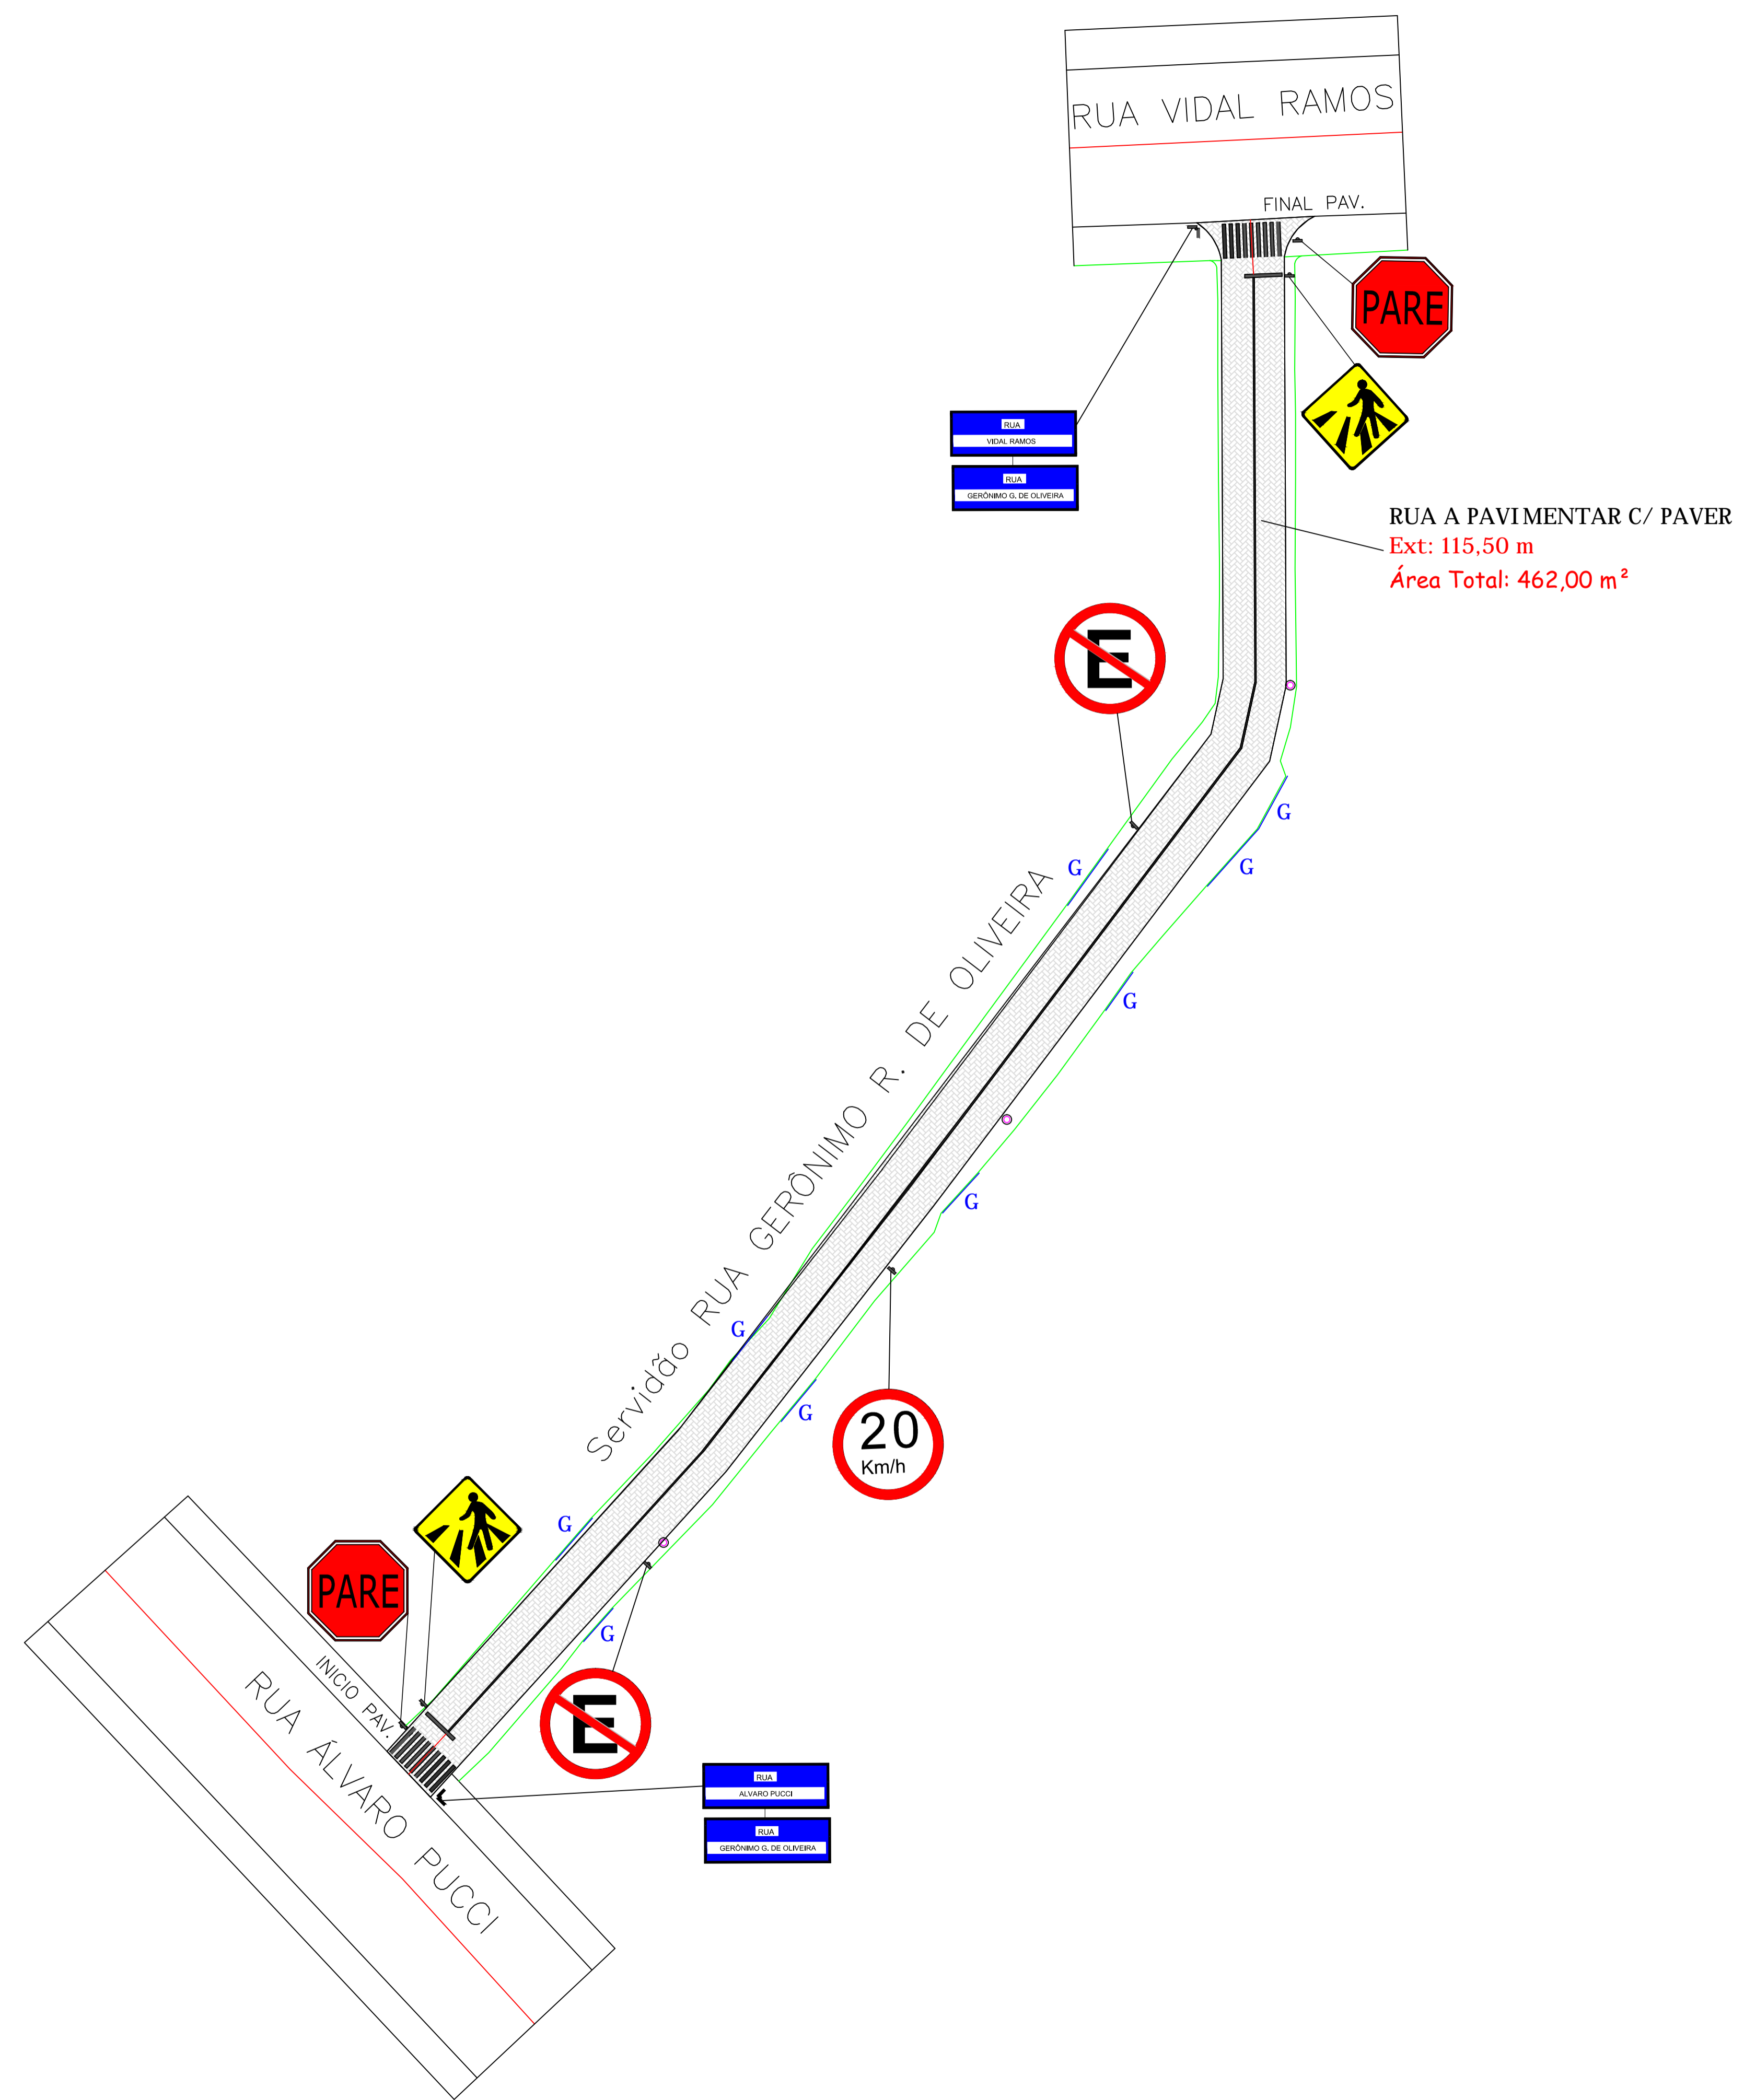 RUA VIDAL RAMOS
FINAL PAV.
PARE
RUA
VIDAL RAMOS
RUA
GERÔNIMO G. DE OLIVEIRA
RUA A PAVIMENTAR C/ PAVER
Ext: 115,50 m
Área Total: 462,00 m²
E
G
G
G
G
Servidão RUA GERÔNIMO R. DE OLIVEIRA
G
G
G
20
Km/h
G
PARE
G
INICIO PAV.
RUA ÁLVARO PUCCI
E
RUA
ALVARO PUCCI
RUA
GERÔNIMO G. DE OLIVEIRA